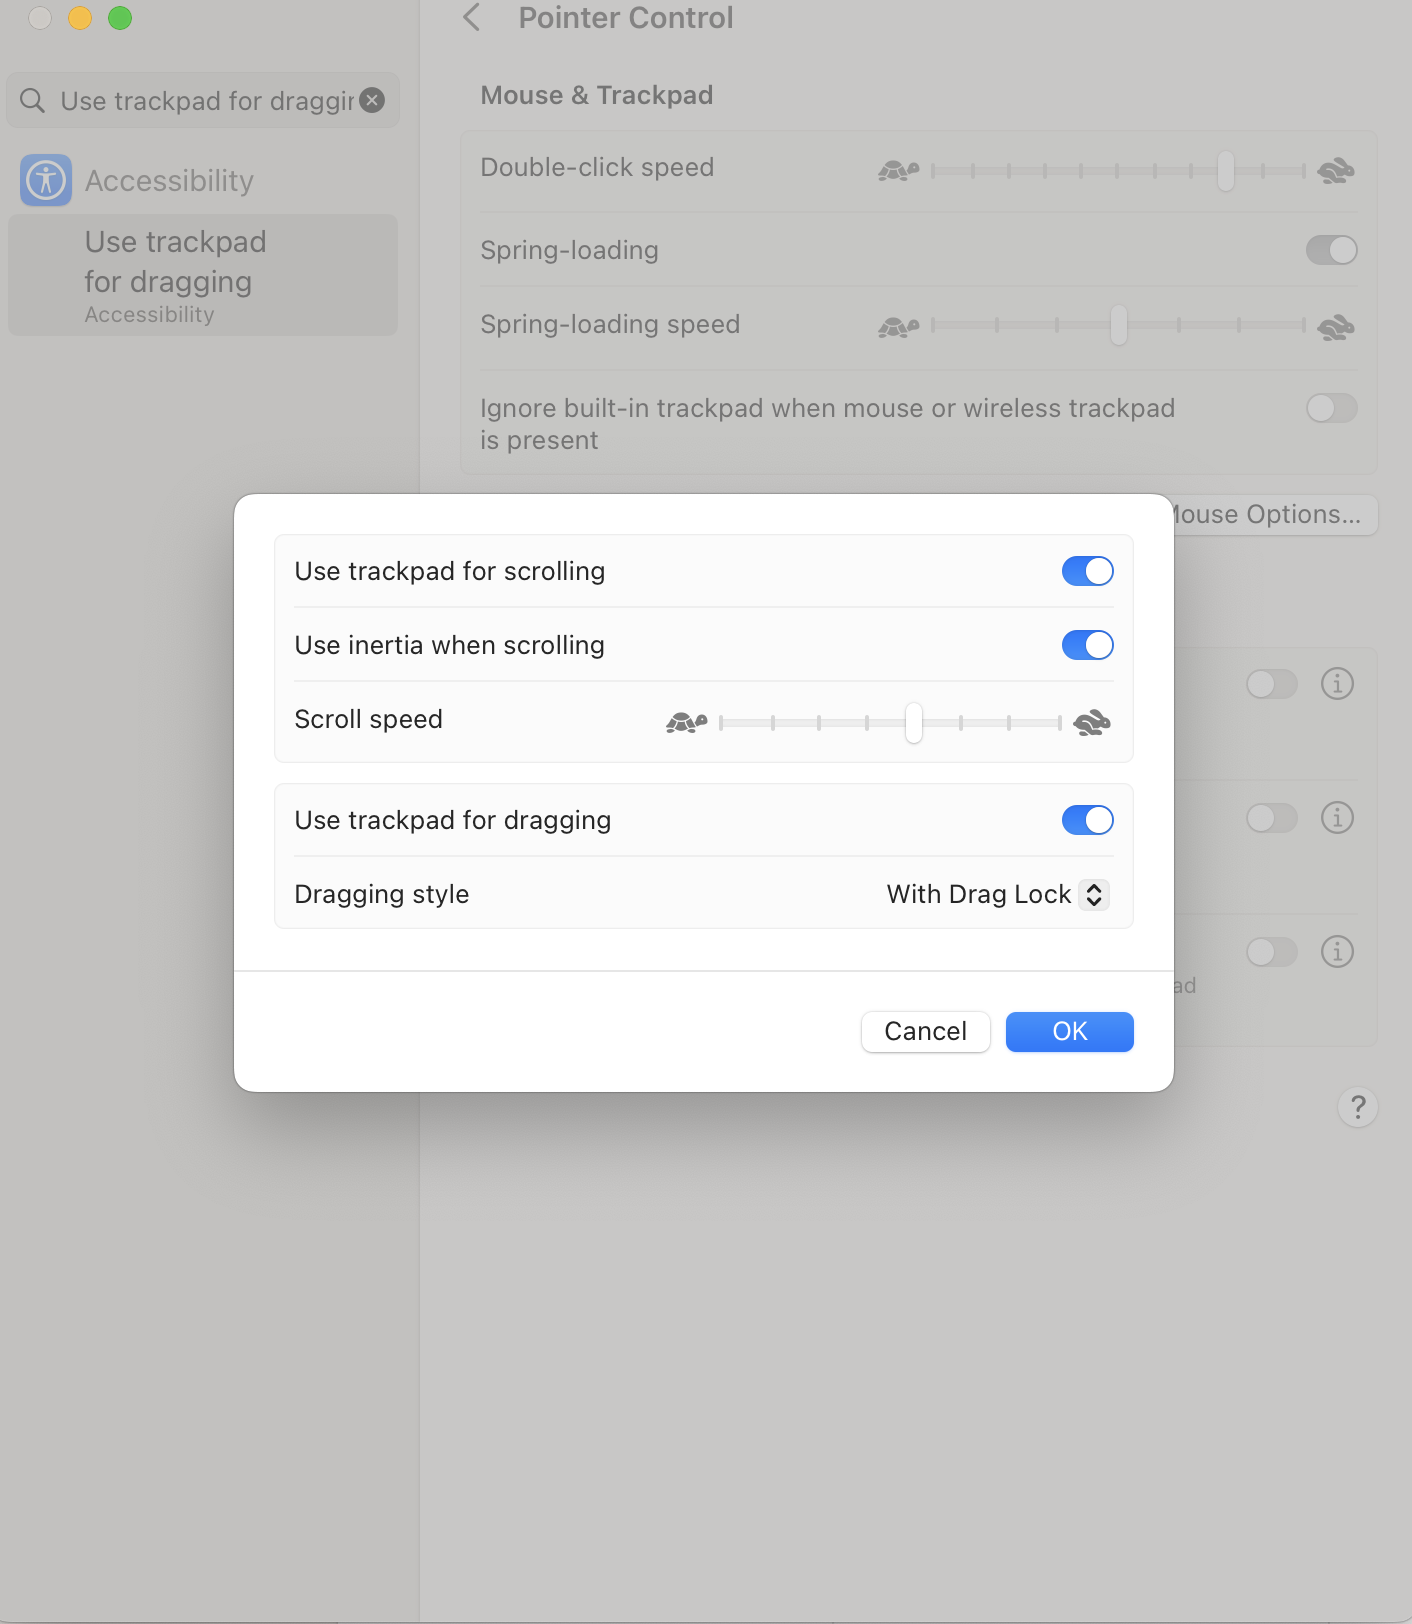 Pointer Control
Use trackpad for draggin
Accessibility
Use trackpad
for dragging
Accessibility
Mouse & Trackpad
Double-click speed
Spring-loading
Spring-loading speed
Ignore built-in trackpad when mouse or wireless trackpad
is present
Mouse Options...
Use trackpad for scrolling
Use inertia when scrolling
Scroll speed
Use trackpad for dragging
Dragging style
With Drag Lock
ad
Cancel
OK
?